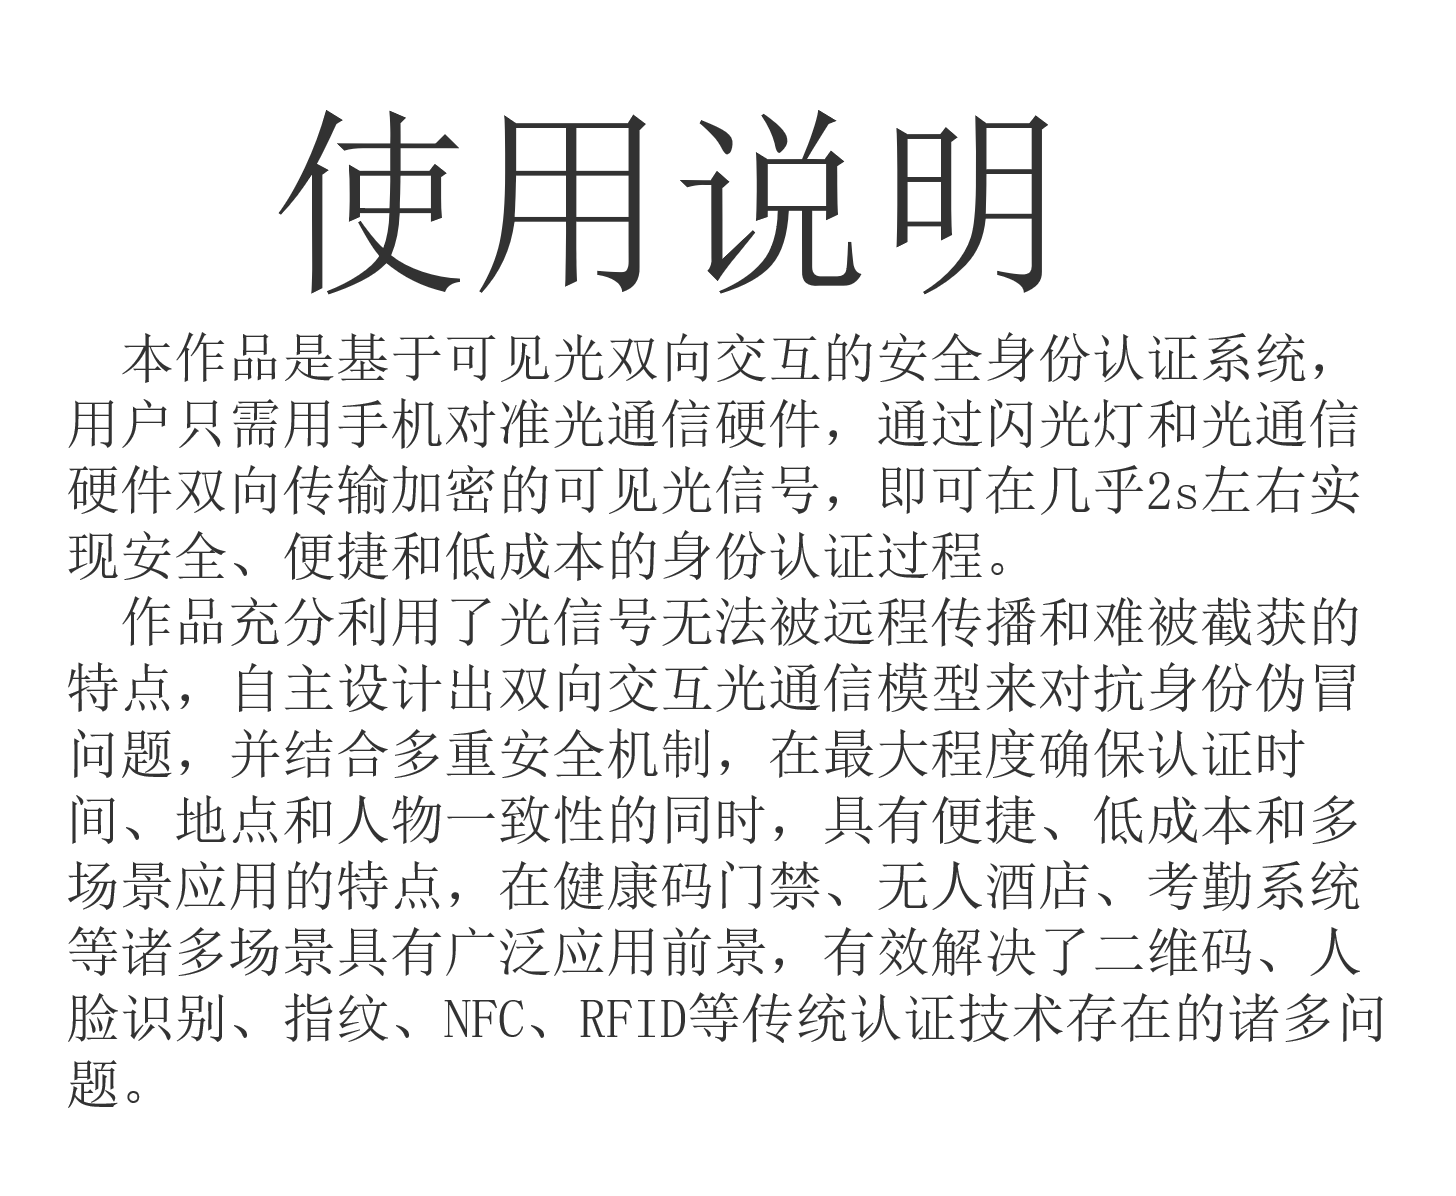 使用说明
本作品是基于可见光双向交互的安全身份认证系统，
用户只需用手机对准光通信硬件，通过闪光灯和光通信
硬件双向传输加密的可见光信号，即可在几乎2s左右实
现安全、便捷和低成本的身份认证过程。
作品充分利用了光信号无法被远程传播和难被截获的
特点，自主设计出双向交互光通信模型来对抗身份伪冒
问题，并结合多重安全机制，在最大程度确保认证时
间、地点和人物一致性的同时，具有便捷、低成本和多
场景应用的特点，在健康码门禁、无人酒店、考勤系统
等诸多场景具有广泛应用前景，有效解决了二维码、人
脸识别、指纹、NFC、RFID等传统认证技术存在的诸多问
题。